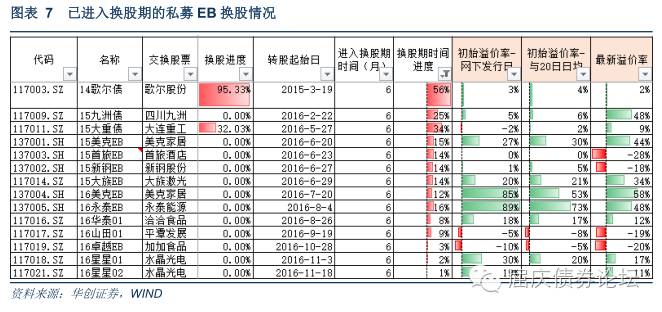 图表 7 已进入换股期的私募 EB 换股情况
代码 名称 交换股票 换股进度 转股起始日 进入换股期时间(月) 换股期时间进度 初始溢价率-网下发行日 初始溢价率-与20日日均 最新溢价率
117003.SZ 14歌尔债 歌尔股份 95.33% 2015-3-19 6 56% 3% 4% 2%
117009.SZ 15九洲债 四川九洲 0.00% 2016-2-22 6 25% 5% 6% 48%
117011.SZ 15大重债 大连重工 32.03% 2016-5-27 6 34% -2% 2% 9%
137001.SH 15美克EB 美克家居 0.00% 2016-6-20 6 15% 27% 30% 44%
137003.SH 15首旅EB 首旅酒店 0.00% 2016-6-23 6 14% 0% 0% -28%
137002.SH 15新钢EB 新钢股份 0.00% 2016-6-27 6 14% 1% 5% -18%
117014.SZ 15大族EB 大族激光 0.00% 2016-6-29 6 14% 20% 21% 34%
137004.SH 16美克EB 美克家居 0.00% 2016-7-24 6 12% 85% 53% 58%
137005.SH 16永泰EB 永泰能源 0.00% 2016-8-4 6 16% 89% 73% 48%
117016.SZ 16华泰01 洽洽食品 0.00% 2016-8-26 6 8% 18% 17% 12%
117017.SZ 16山田01 平潭发展 0.00% 2016-9-19 6 9% -5% -8% -19%
117019.SZ 16卓越EB 加加食品 0.00% 2016-10-28 6 3% -10% -5% -20%
117018.SZ 16星星01 水晶光电 0.00% 2016-11-3 6 2% 30% 20% 17%
117021.SZ 16星星02 水晶光电 0.00% 2016-11-18 6 1% 11%
资料来源：华创证券，WIND
屈庆债券论坛